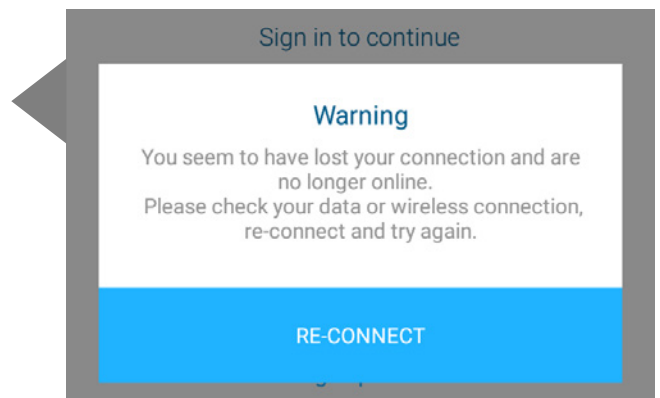 Sign in to continue
Warning
You seem to have lost your connection and are
no longer online.
Please check your data or wireless connection,
re-connect and try again.
RE-CONNECT